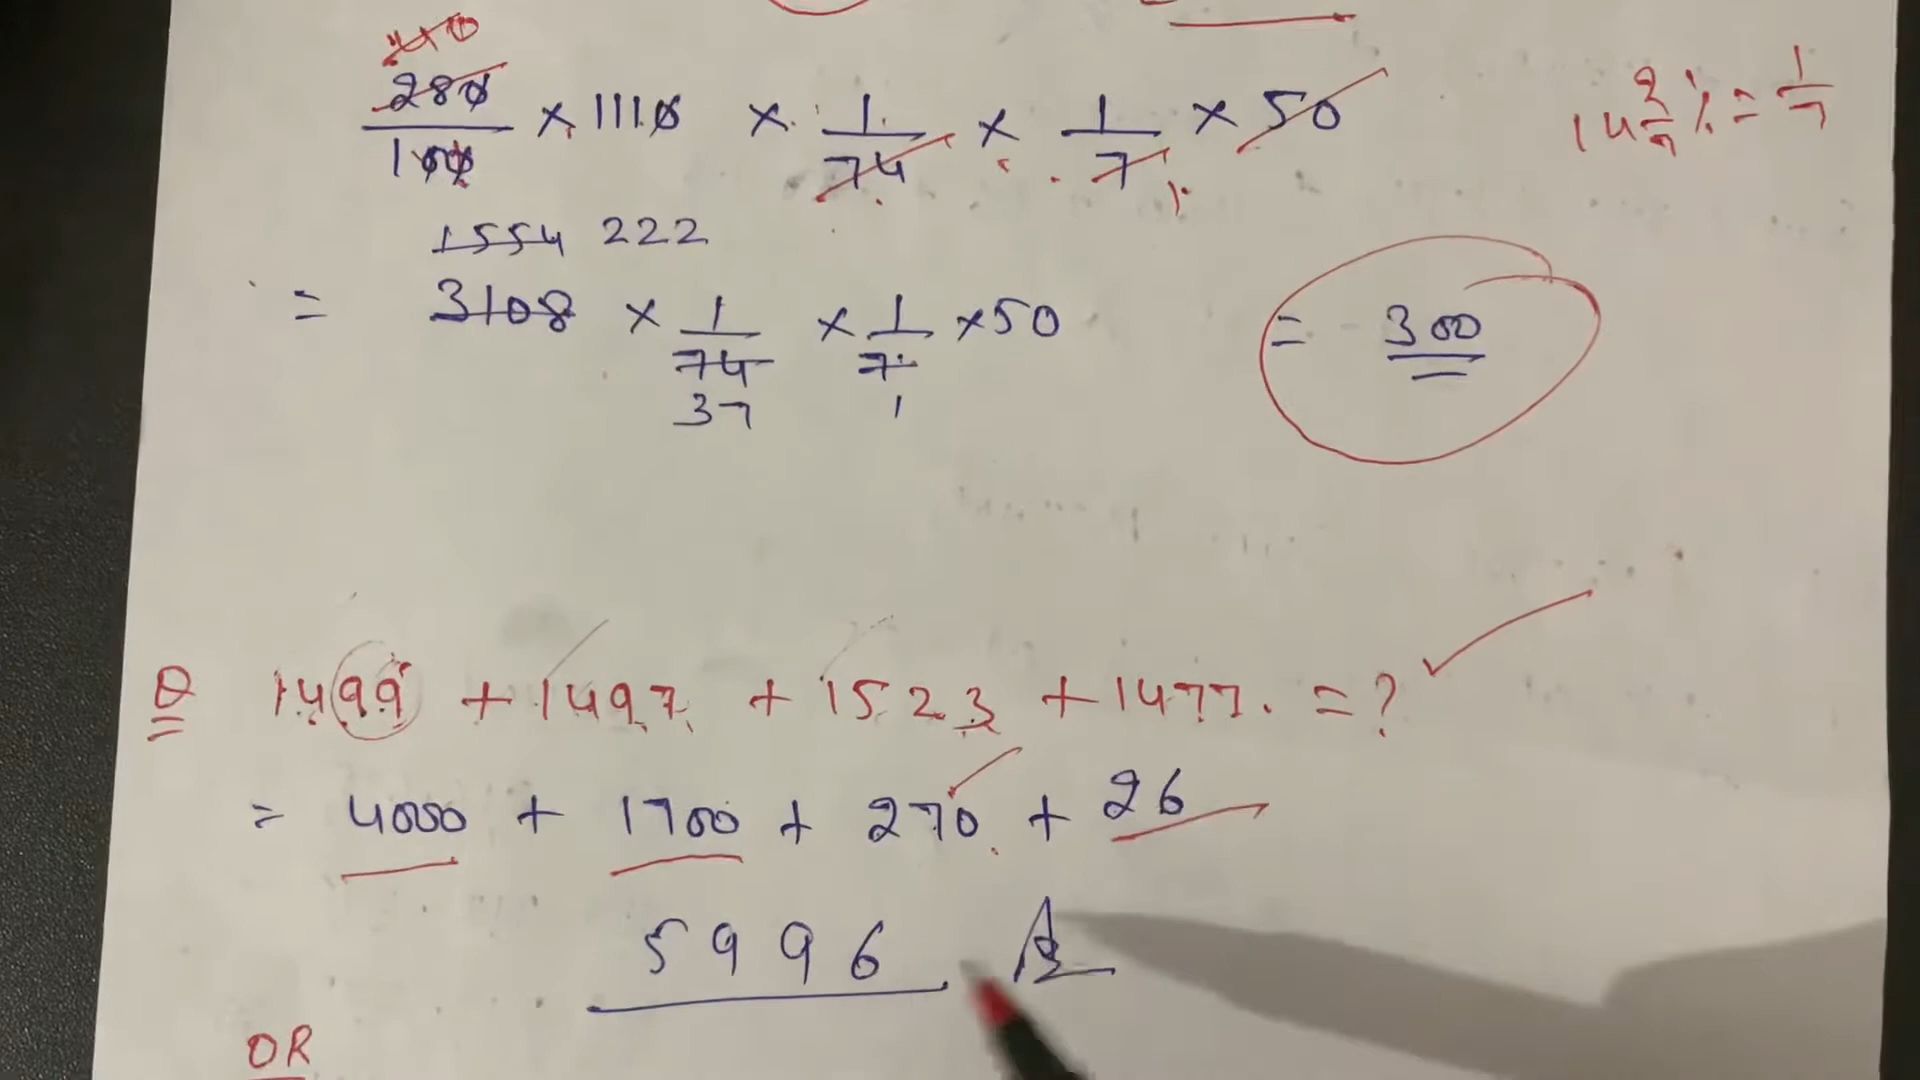 280/100 × 1110 × 1/74 × 1/7 × 50
14 2/7 % = 1/7
1554 222
= 3108 × 1/74 × 1/7 × 50 = 300
37 1
Q 1499 + 1497 + 1523 + 1477 = ?
= 4000 + 1700 + 270 + 26
5996
OR